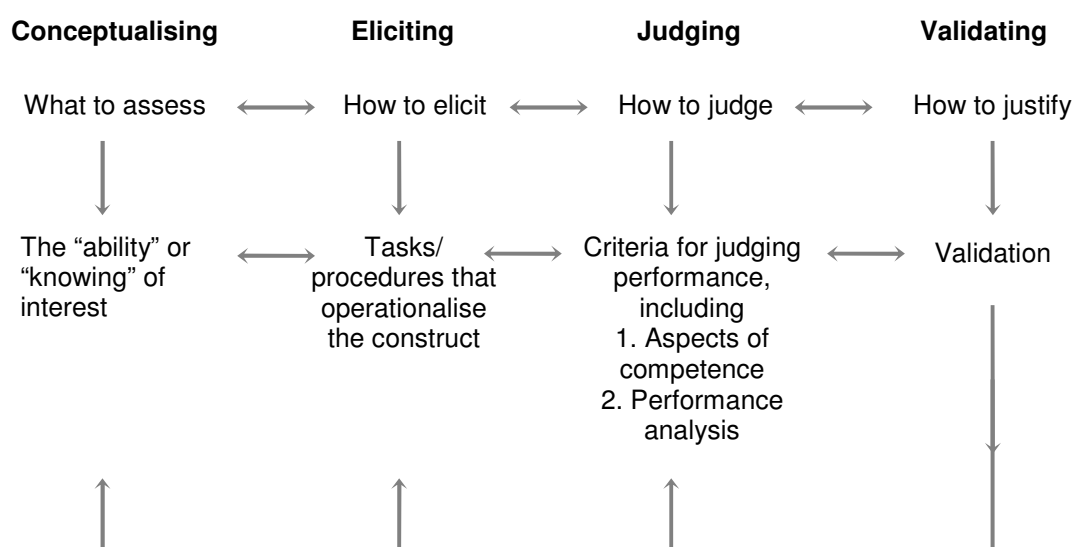 Conceptualising Eliciting Judging Validating
What to assess How to elicit How to judge How to justify
The “ability” or
“knowing” of
interest
Tasks/
procedures that
operationalise
the construct
Criteria for judging
performance,
including
1. Aspects of
competence
2. Performance
analysis
Validation